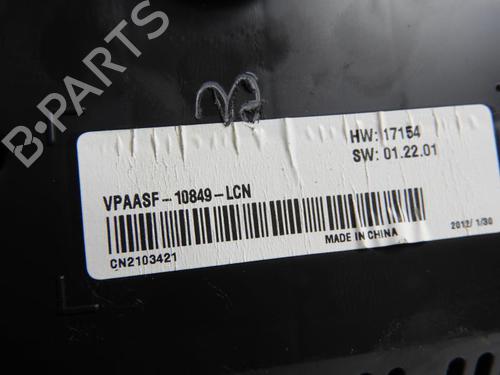 B-PARTS
HW: 17154
SW: 01.22.01
VPAASF-10849-LCN
CN2103421
MADE IN CHINA
2012/ 1/30